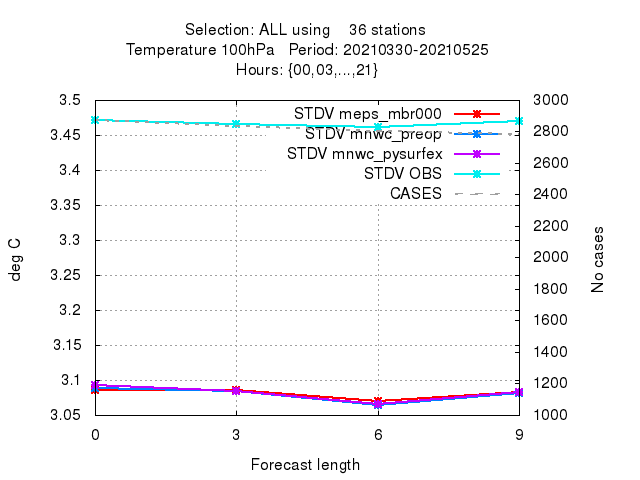 Selection: ALL using 36 stations
Temperature 100hPa Period: 20210330-20210525
Hours: {00,03,...,21}
3.5
3.45
3.4
3.35
3.3
3.25
3.2
3.15
3.1
3.05
deg C
STDV meps_mbr000
STDV mnwc_preop
STDV mnwc_pysurfex
STDV OBS
CASES
3000
2800
2600
2400
2200
2000
1800
1600
1400
1200
1000
No cases
0 3 6 9
Forecast length